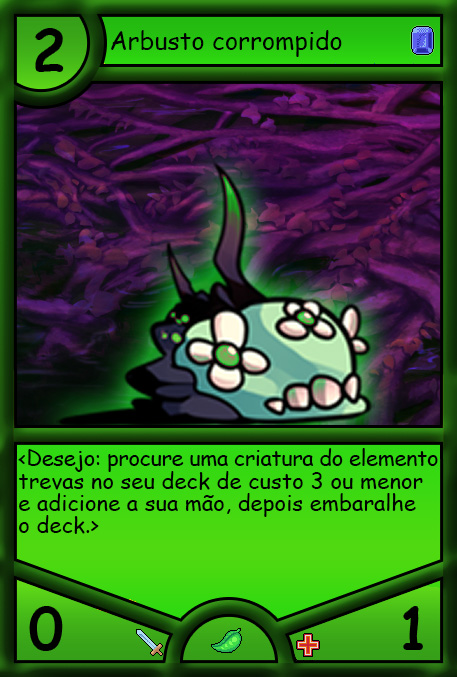 2
Arbusto corrompido
<Desejo: procure uma criatura do elemento
trevas no seu deck de custo 3 ou menor
e adicione a sua mão, depois embaralhe
o deck.>
0
1